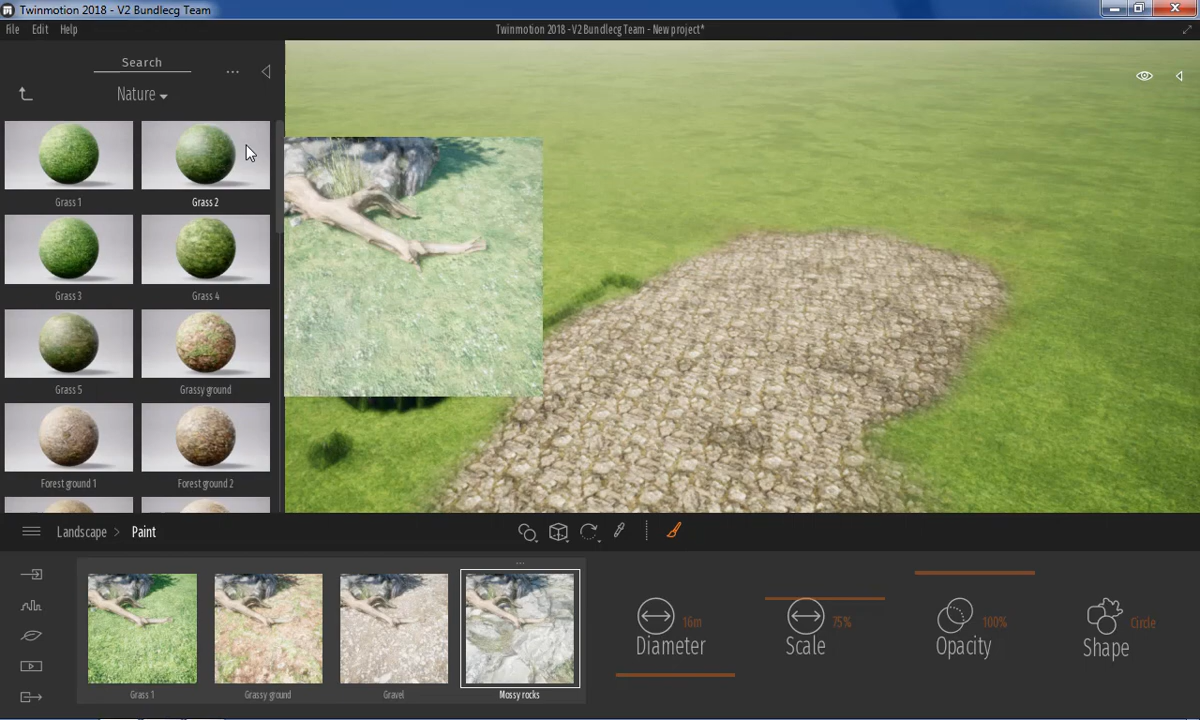 Twinmotion 2018 - V2 Bundlecg Team
File Edit Help
Twinmotion 2018 - V2 Bundlecg Team - New project*
Search
...
Nature
Grass 1
Grass 2
Grass 3
Grass 4
Grass 5
Grassy ground
Forest ground 1
Forest ground 2
Landscape > Paint
Grass 1
Grassy ground
Gravel
Mossy rocks
16m
Diameter
75%
Scale
100%
Opacity
Circle
Shape